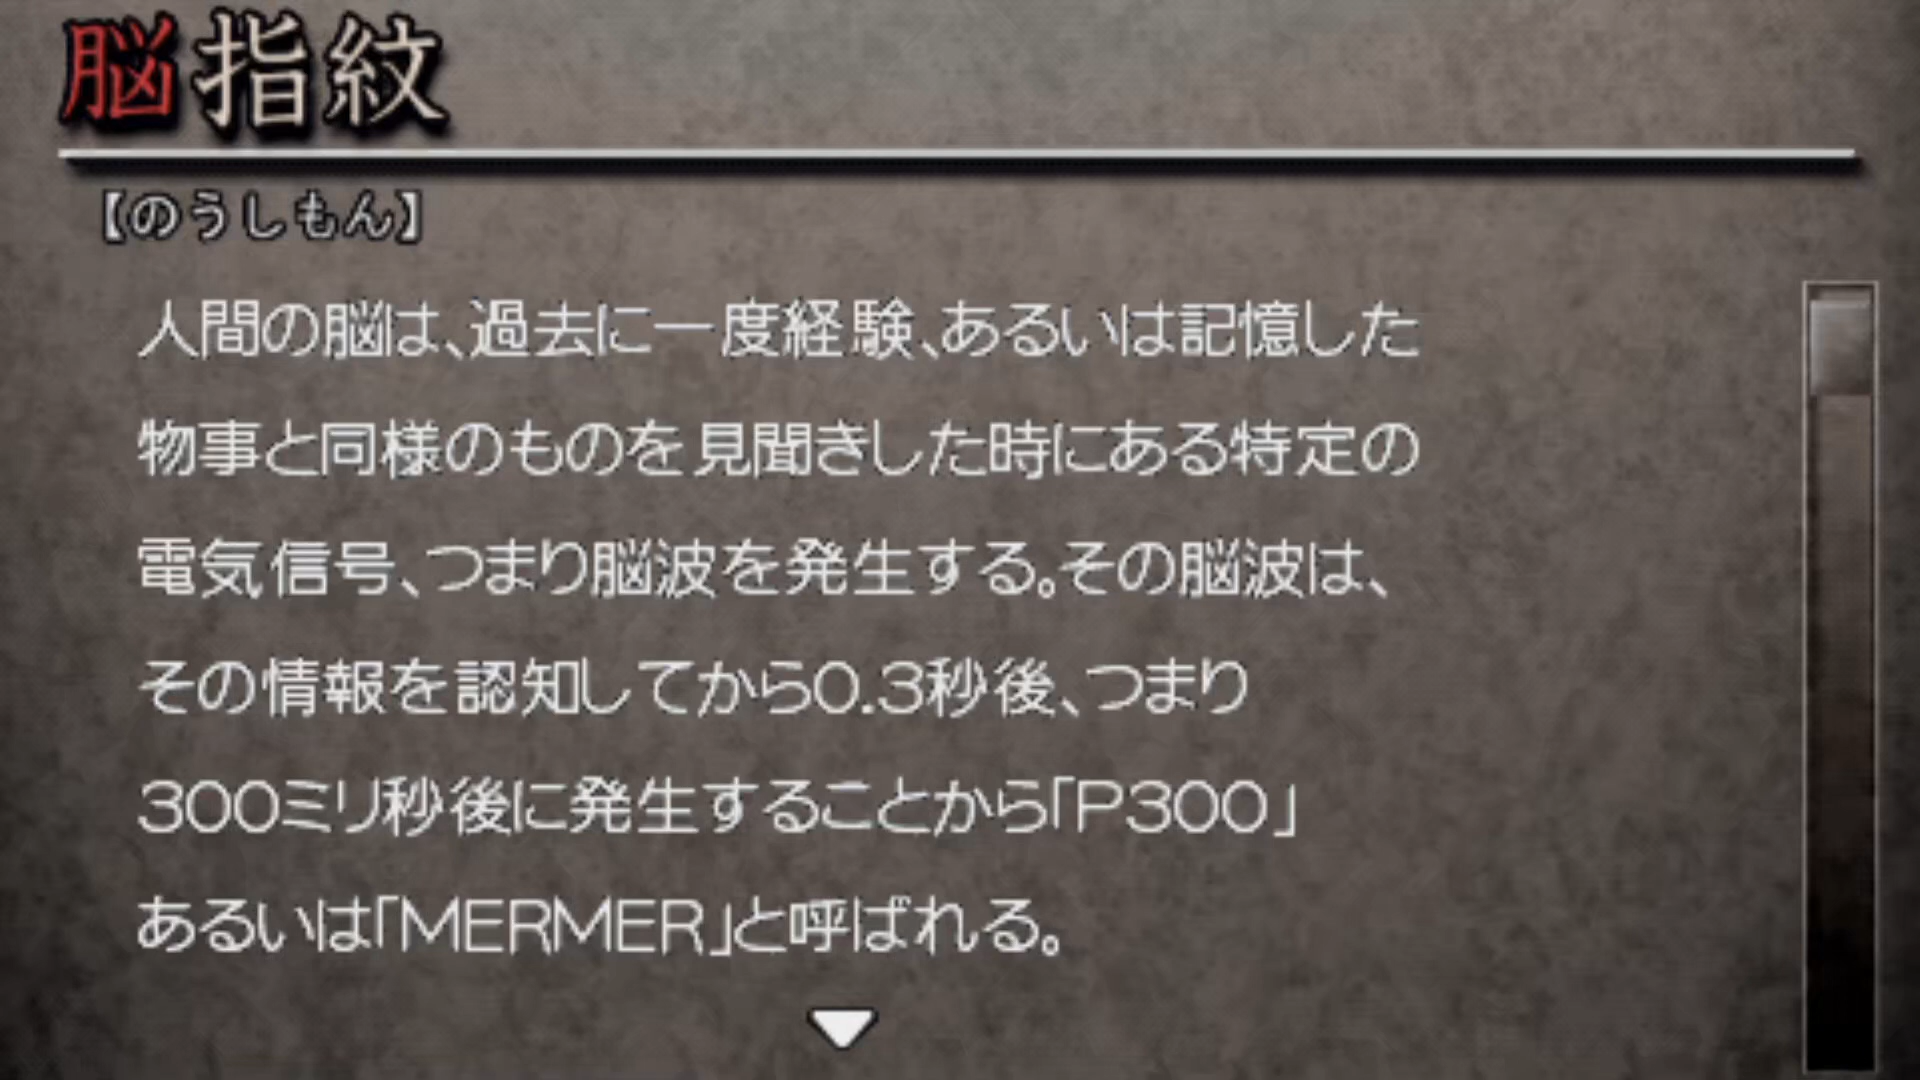 脳指紋
【のうしもん】
人間の脳は、過去に一度経験、あるいは記憶した
物事と同様のものを見聞きした時にある特定の
電気信号、つまり脳波を発生する。その脳波は、
その情報を認知してから0.3秒後、つまり
300ミリ秒後に発生することから「P300」
あるいは「MERMER」と呼ばれる。